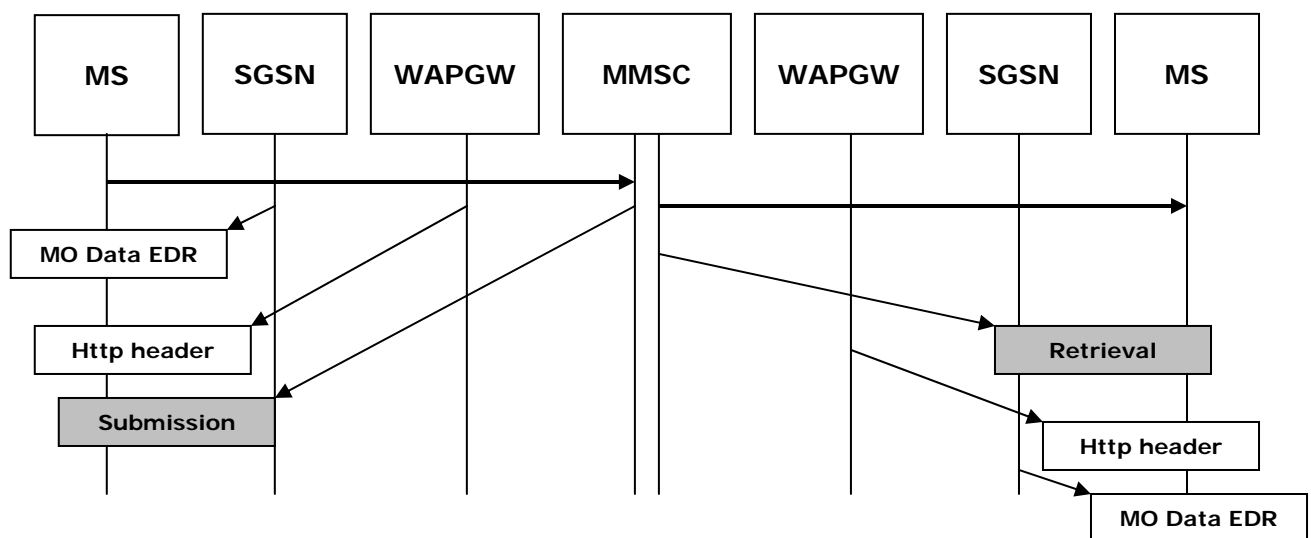 MS
SGSN
WAPGW
MMSC
WAPGW
SGSN
MS
MO Data EDR
Http header
Retrieval
Submission
Http header
MO Data EDR